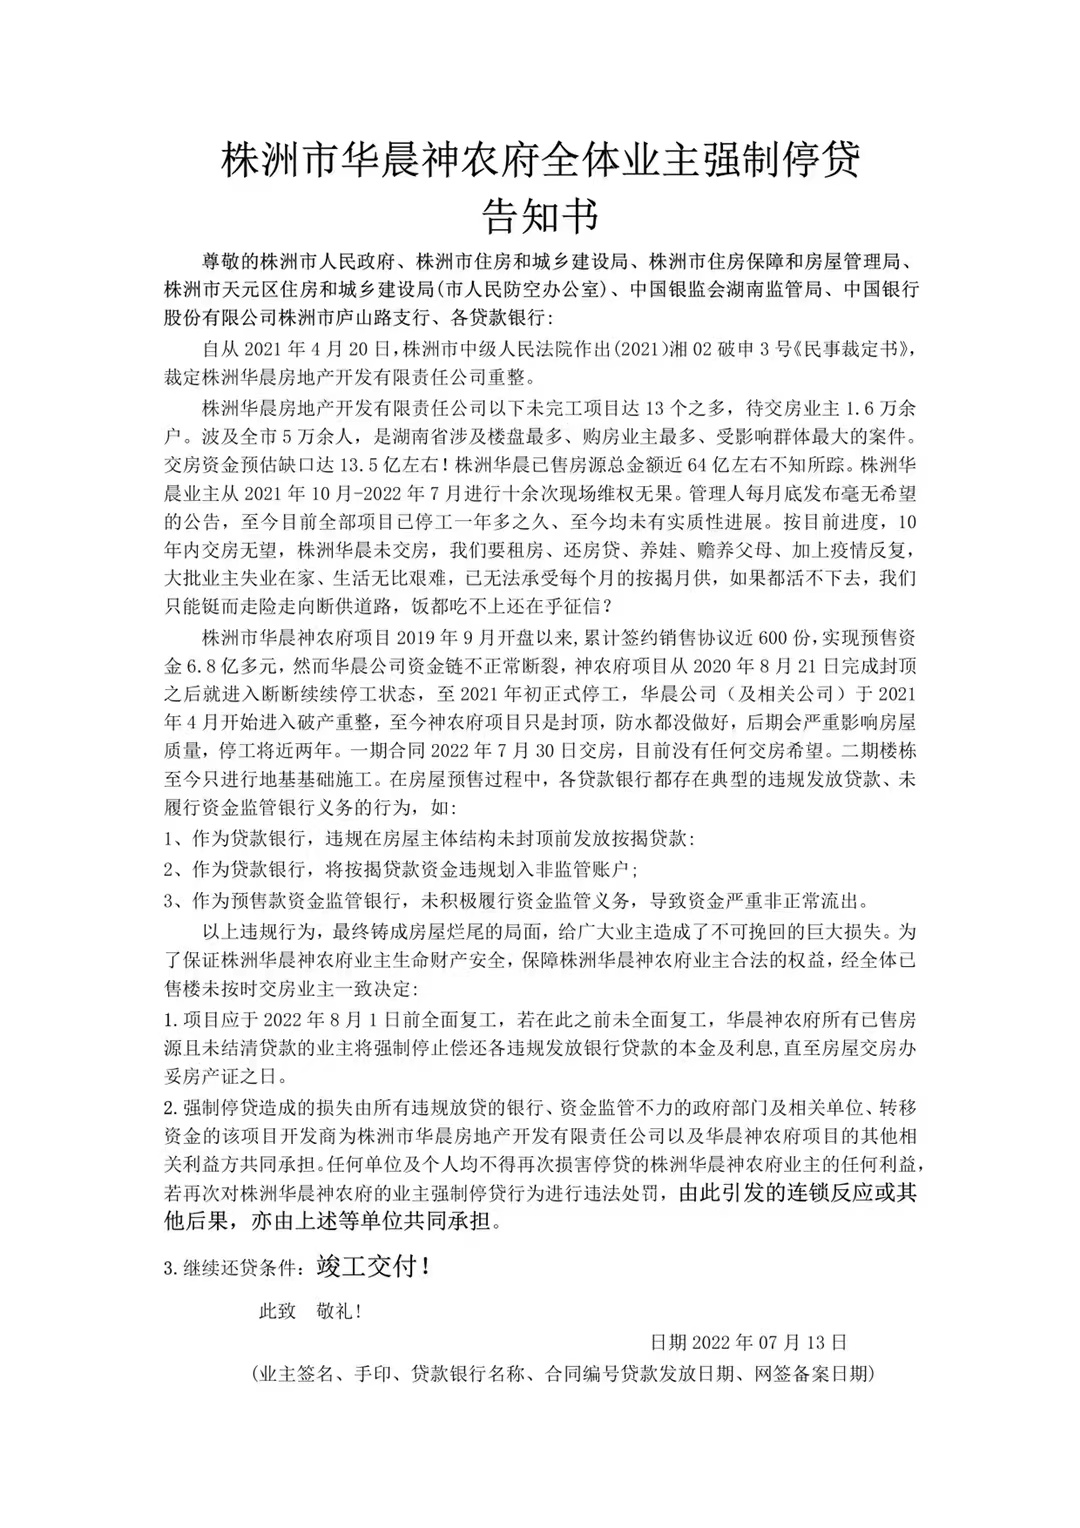 株洲市华晨神农府全体业主强制停贷
告知书
尊敬的株洲市人民政府、株洲市住房和城乡建设局、株洲市住房保障和房屋管理局、
株洲市天元区住房和城乡建设局(市人民防空办公室)、中国银监会湖南监管局、中国银行
股份有限公司株洲市庐山路支行、各贷款银行:
自从 2021 年 4 月 20 日,株洲市中级人民法院作出(2021)湘 02 破申 3 号《民事裁定书》,
裁定株洲华晨房地产开发有限责任公司重整。
株洲华晨房地产开发有限责任公司以下未完工项目达 13 个之多，待交房业主 1.6 万余
户。波及全市 5 万余人，是湖南省涉及楼盘最多、购房业主最多、受影响群体最大的案件。
交房资金预估缺口达 13.5 亿左右！株洲华晨已售房源总金额近 64 亿左右不知所踪。株洲华
晨业主从 2021 年 10 月-2022 年 7 月进行十余次现场维权无果。管理人每月底发布毫无希望
的公告，至今目前全部项目已停工一年多之久、至今均未有实质性进展。按目前进度，10
年内交房无望，株洲华晨未交房，我们要租房、还房贷、养娃、赡养父母、加上疫情反复，
大批业主失业在家、生活无比艰难，已无法承受每个月的按揭月供，如果都活不下去，我们
只能铤而走险走向断供道路，饭都吃不上还在乎征信？
株洲市华晨神农府项目 2019 年 9 月开盘以来,累计签约销售协议近 600 份,实现预售资
金 6.8 亿多元，然而华晨公司资金链不正常断裂，神农府项目从 2020 年 8 月 21 日完成封顶
之后就进入断断续续停工状态，至 2021 年初正式停工，华晨公司（及相关公司）于 2021
年 4 月开始进入破产重整，至今神农府项目只是封顶，防水都没做好，后期会严重影响房屋
质量，停工将近两年。一期合同 2022 年 7 月 30 日交房，目前没有任何交房希望。二期楼栋
至今只进行地基基础施工。在房屋预售过程中，各贷款银行都存在典型的违规发放贷款、未
履行资金监管银行义务的行为，如:
1、作为贷款银行，违规在房屋主体结构未封顶前发放按揭贷款:
2、作为贷款银行，将按揭贷款资金违规划入非监管账户;
3、作为预售款资金监管银行，未积极履行资金监管义务，导致资金严重非正常流出。
以上违规行为，最终铸成房屋烂尾的局面，给广大业主造成了不可挽回的巨大损失。为
了保证株洲华晨神农府业主生命财产安全，保障株洲华晨神农府业主合法的权益，经全体已
售楼未按时交房业主一致决定:
1.项目应于 2022 年 8 月 1 日前全面复工，若在此之前未全面复工，华晨神农府所有已售房
源且未结清贷款的业主将强制停止偿还各违规发放银行贷款的本金及利息,直至房屋交房办
妥房产证之日。
2.强制停贷造成的损失由所有违规放贷的银行、资金监管不力的政府部门及相关单位、转移
资金的该项目开发商为株洲市华晨房地产开发有限责任公司以及华晨神农府项目的其他相
关利益方共同承担。任何单位及个人均不得再次损害停贷的株洲华晨神农府业主的任何利益，
若再次对株洲华晨神农府的业主强制停贷行为进行违法处罚，由此引发的连锁反应或其
他后果，亦由上述等单位共同承担。
3.继续还贷条件：竣工交付！
此致 敬礼!
日期 2022 年 07 月 13 日
(业主签名、手印、贷款银行名称、合同编号贷款发放日期、网签备案日期)